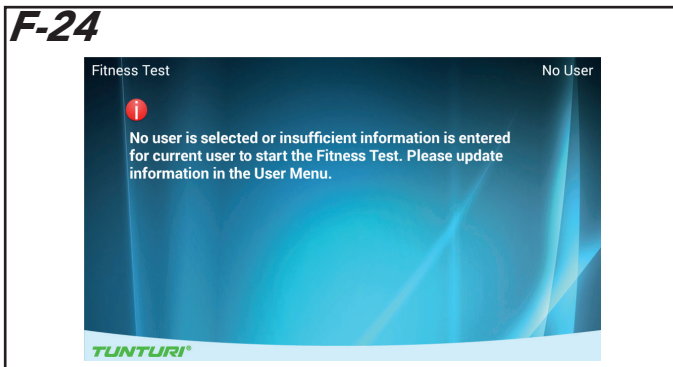 F-24
Fitness Test No User
No user is selected or insufficient information is entered
for current user to start the Fitness Test. Please update
information in the User Menu.
TUNTURI®